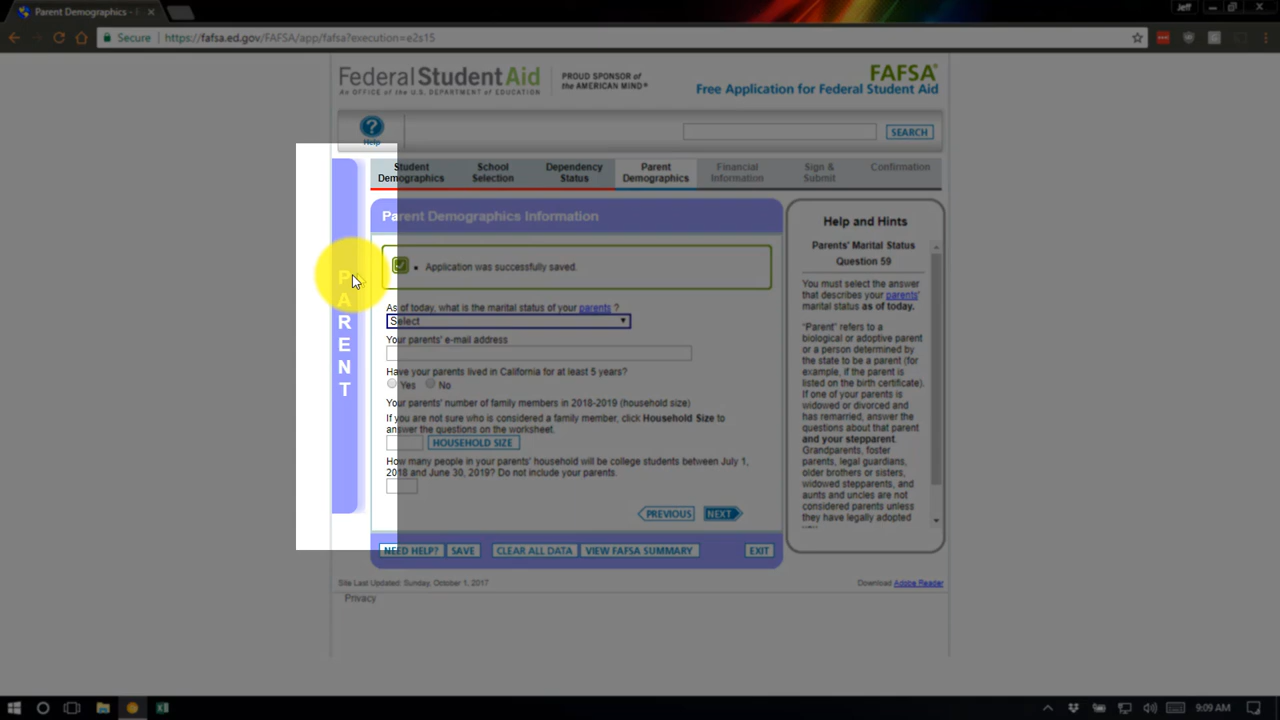 Parent Demographics -
Jeff
Secure
https://fafsa.ed.gov/FAFSA/app/fafsa?execution=e2s15
Federal Student Aid
An OFFICE of the U.S. DEPARTMENT of EDUCATION
PROUD SPONSOR of
the AMERICAN MIND®
FAFSA®
Free Application for Federal Student Aid
?
Help
SEARCH
Student
Demographics
School
Selection
Dependency
Status
Parent
Demographics
Financial
Information
Sign &
Submit
Confirmation
PARENT
Parent Demographics Information
• Application was successfully saved.
As of today, what is the marital status of your parents ?
Select
Your parents' e-mail address
Have your parents lived in California for at least 5 years?
Yes No
Your parents' number of family members in 2018-2019 (household size)
If you are not sure who is considered a family member, click Household Size to
answer the questions on the worksheet.
HOUSEHOLD SIZE
How many people in your parents' household will be college students between July 1,
2018 and June 30, 2019? Do not include your parents.
PREVIOUS
NEXT
NEED HELP?
SAVE
CLEAR ALL DATA
VIEW FAFSA SUMMARY
EXIT
Help and Hints
Parents' Marital Status
Question 59
You must select the answer
that describes your parents'
marital status as of today.
“Parent” refers to a
biological or adoptive parent
or a person determined by
the state to be a parent (for
example, if the parent is
listed on the birth certificate).
If one of your parents is
widowed or divorced and
has remarried, answer the
questions about that parent
and your stepparent.
Grandparents, foster
parents, legal guardians,
older brothers or sisters,
widowed stepparents, and
aunts and uncles are not
considered parents unless
they have legally adopted
Site Last Updated: Sunday, October 1, 2017
Download Adobe Reader
Privacy
9:09 AM